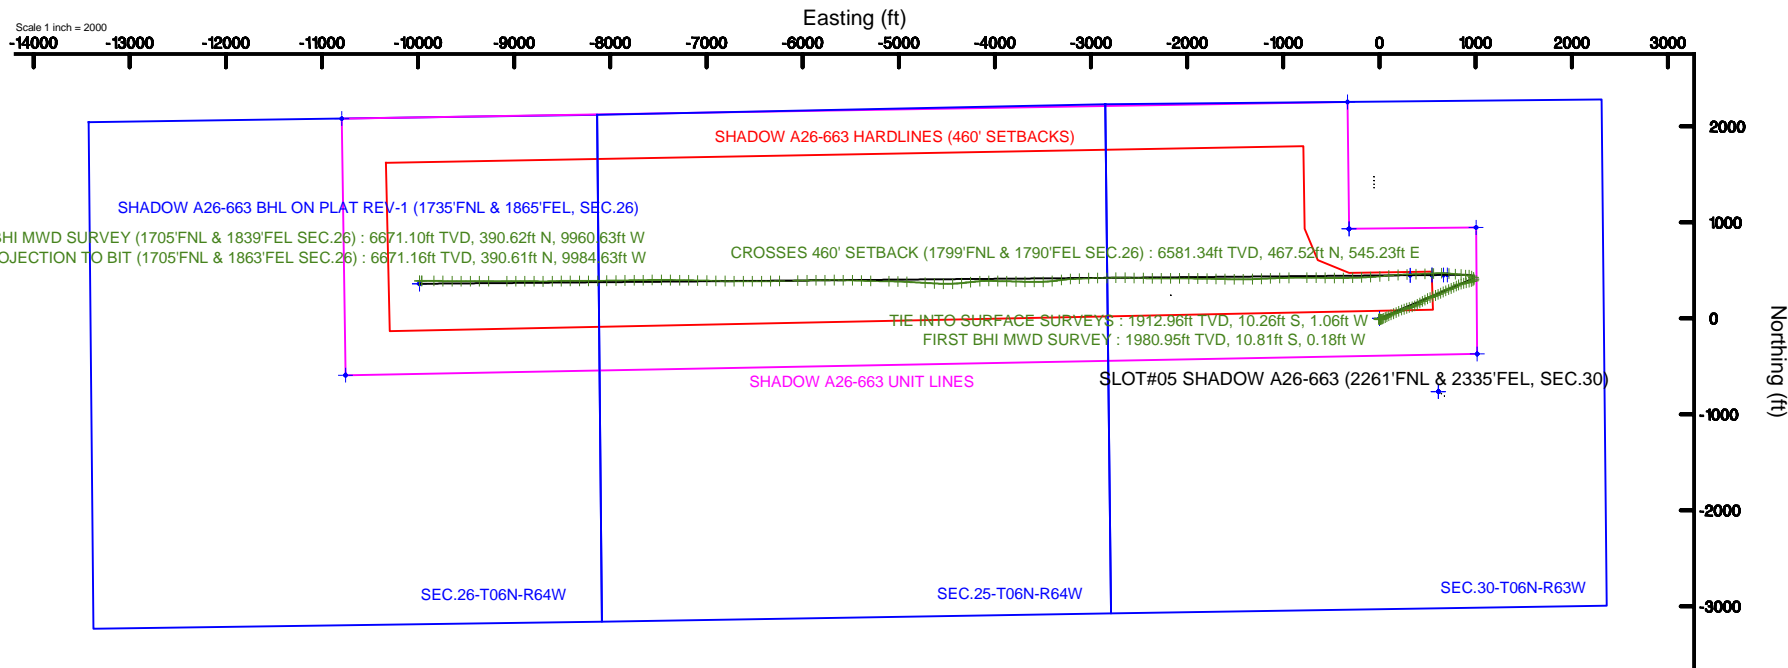 Easting (ft)
Scale 1 inch = 2000
-14000 -13000 -12000 -11000 -10000 -9000 -8000 -7000 -6000 -5000 -4000 -3000 -2000 -1000 0 1000 2000 3000
2000
SHADOW A26-663 HARDLINES (460' SETBACKS)
SHADOW A26-663 BHL ON PLAT REV-1 (1735'FNL & 1865'FEL, SEC.26)
1000
BHI MWD SURVEY (1705'FNL & 1839'FEL SEC.26) : 6671.10ft TVD, 390.62ft N, 9960.63ft W
CROSSES 460' SETBACK (1799'FNL & 1790'FEL SEC.26) : 6581.34ft TVD, 467.52ft N, 545.23ft E
OJECTION TO BIT (1705'FNL & 1863'FEL SEC.26) : 6671.16ft TVD, 390.61ft N, 9984.63ft W
TIE INTO SURFACE SURVEYS : 1912.96ft TVD, 10.26ft S, 1.06ft W
0
FIRST BHI MWD SURVEY : 1980.95ft TVD, 10.81ft S, 0.18ft W
Northing (ft)
SHADOW A26-663 UNIT LINES
SLOT#05 SHADOW A26-663 (2261'FNL & 2335'FEL, SEC.30)
-1000
-2000
SEC.26-T06N-R64W
SEC.25-T06N-R64W
SEC.30-T06N-R63W
-3000